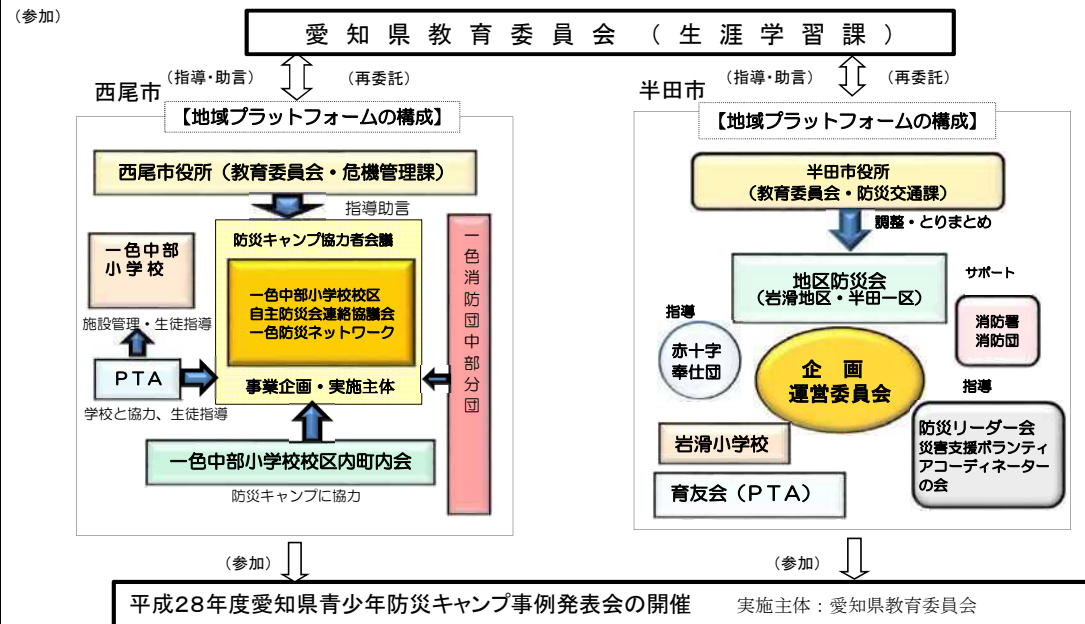 (参加)
愛知県教育委員会(生涯学習課)
(指導・助言)
(再委託)
(指導・助言)
(再委託)
西尾市
【地域プラットフォームの構成】
西尾市役所(教育委員会・危機管理課)
指導助言
防災キャンプ協力者会議
一色中部
小学校
一色中部小学校校区
自主防災会連絡協議会
一色防災ネットワーク
施設管理・生徒指導
PTA
事業企画・実施主体
学校と協力、生徒指導
一色中部小学校校区内町内会
防災キャンプに協力
一色消防団中部分団
半田市
【地域プラットフォームの構成】
半田市役所
(教育委員会・防災交通課)
調整・とりまとめ
地区防災会
(岩滑地区・半田一区)
サポート
消防署
消防団
指導
赤十字
奉仕団
企 画
運営委員会
指導
防災リーダー会
災害支援ボランティ
アコーディネーター
の会
岩滑小学校
育友会(PTA)
(参加)
(参加)
平成28年度愛知県青少年防災キャンプ事例発表会の開催 実施主体:愛知県教育委員会